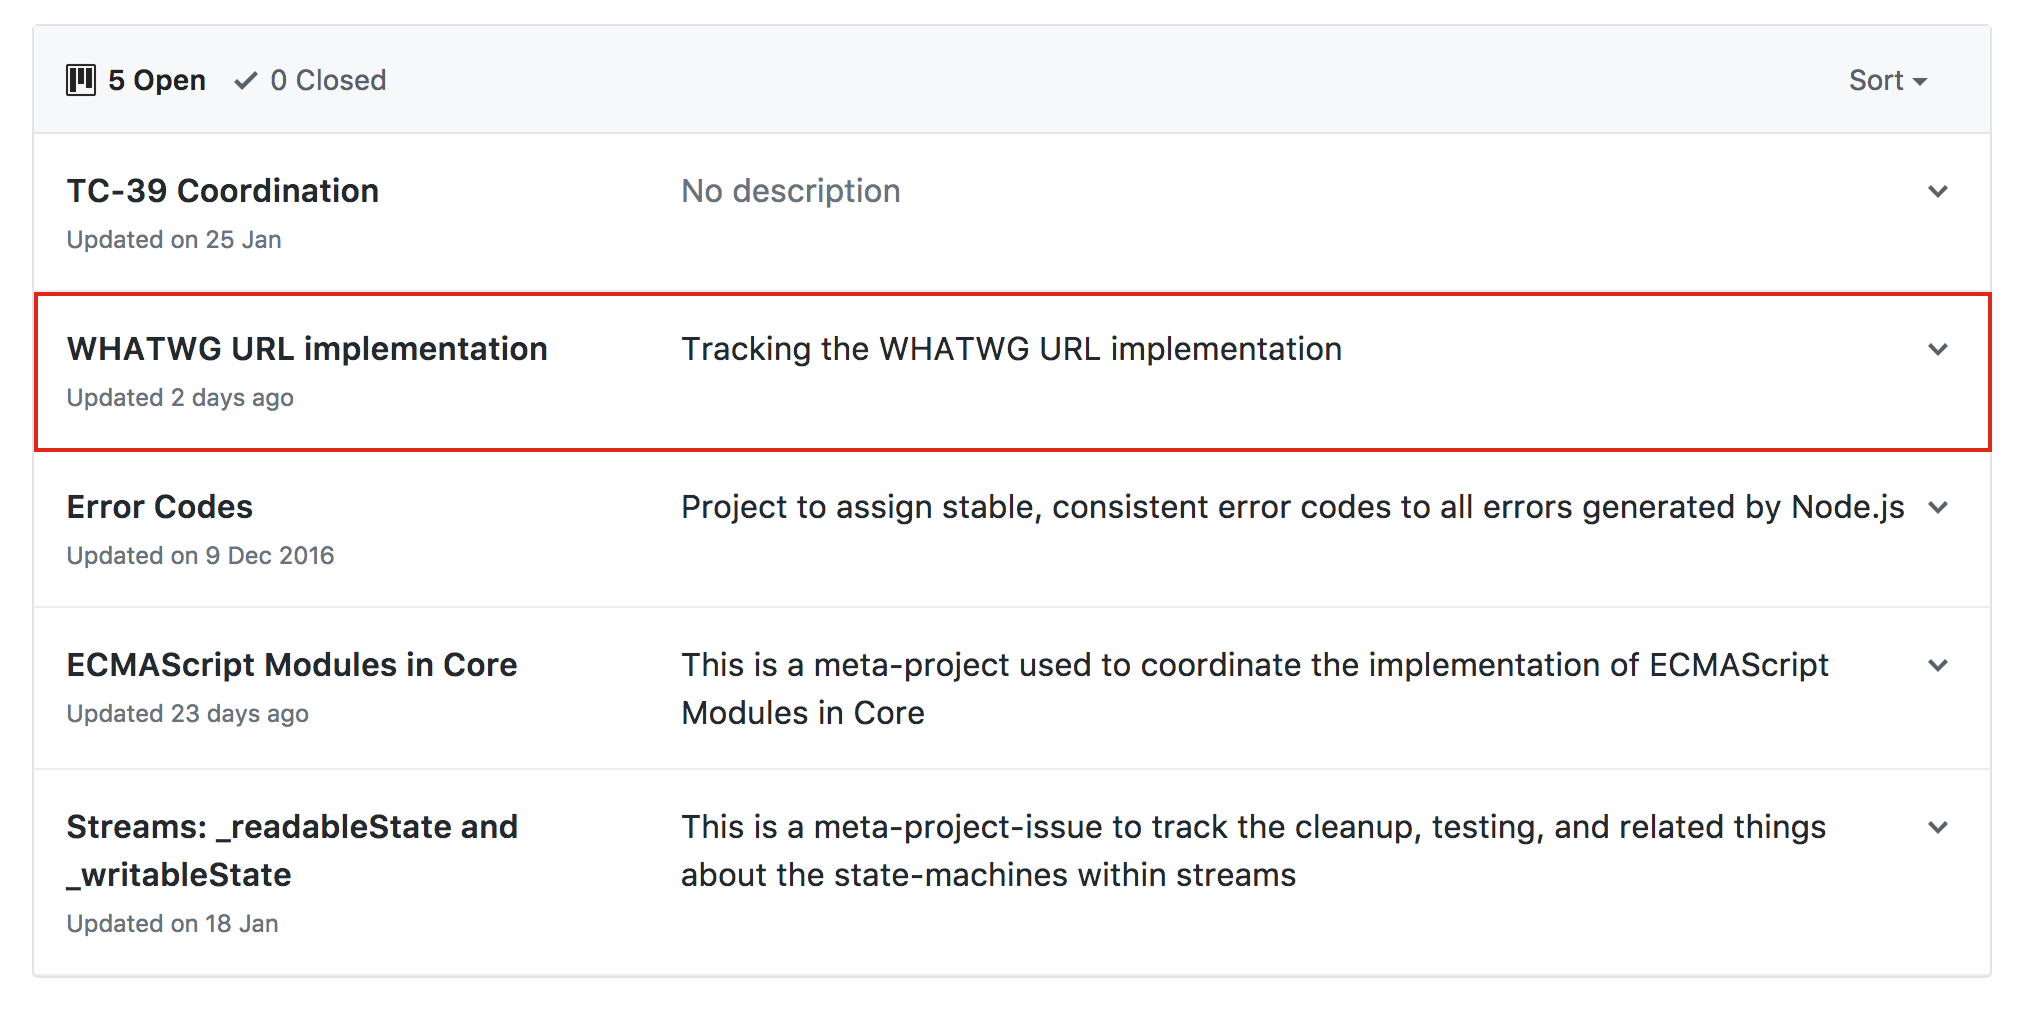 5 Open 0 Closed Sort
TC-39 Coordination No description
Updated on 25 Jan
WHATWG URL implementation Tracking the WHATWG URL implementation
Updated 2 days ago
Error Codes Project to assign stable, consistent error codes to all errors generated by Node.js
Updated on 9 Dec 2016
ECMAScript Modules in Core This is a meta-project used to coordinate the implementation of ECMAScript
Modules in Core
Updated 23 days ago
Streams: _readableState and
_writableState
This is a meta-project-issue to track the cleanup, testing, and related things
about the state-machines within streams
Updated on 18 Jan